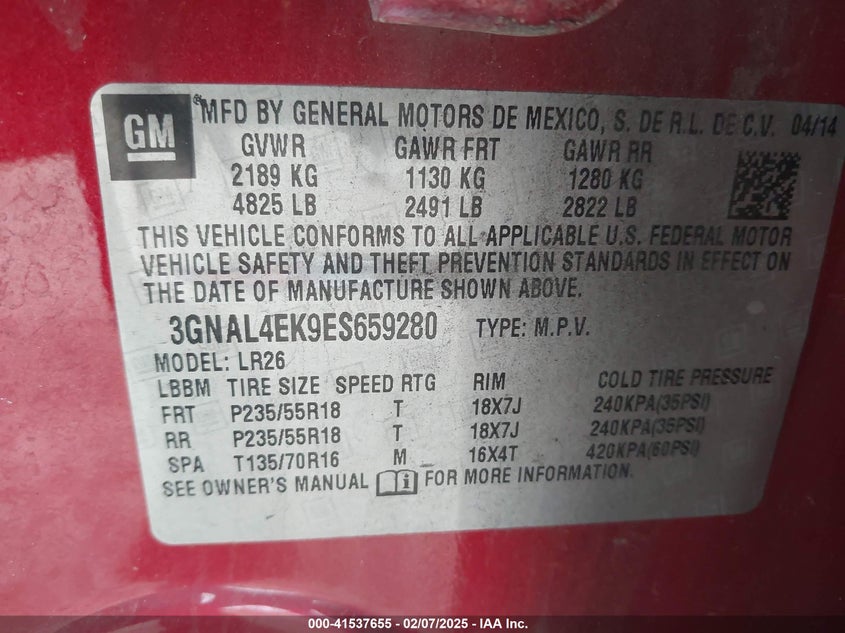 GM
MFD BY GENERAL MOTORS DE MEXICO, S. DE R.L. DE C.V. 04/14
GVWR GAWR FRT GAWR RR
2189 KG 1130 KG 1280 KG
4825 LB 2491 LB 2822 LB
THIS VEHICLE CONFORMS TO ALL APPLICABLE U.S. FEDERAL MOTOR
VEHICLE SAFETY AND THEFT PREVENTION STANDARDS IN EFFECT ON
THE DATE OF MANUFACTURE SHOWN ABOVE.
3GNAL4EK9ES659280 TYPE: M.P.V.
MODEL: LR26
LBBM TIRE SIZE SPEED RTG RIM COLD TIRE PRESSURE
FRT P235/55R18 T 18X7J 240KPA(35PSI)
RR P235/55R18 T 18X7J 240KPA(35PSI)
SPA T135/70R16 M 16X4T 420KPA(60PSI)
SEE OWNER'S MANUAL FOR MORE INFORMATION.
000-41537655 - 02/07/2025 - IAA Inc.